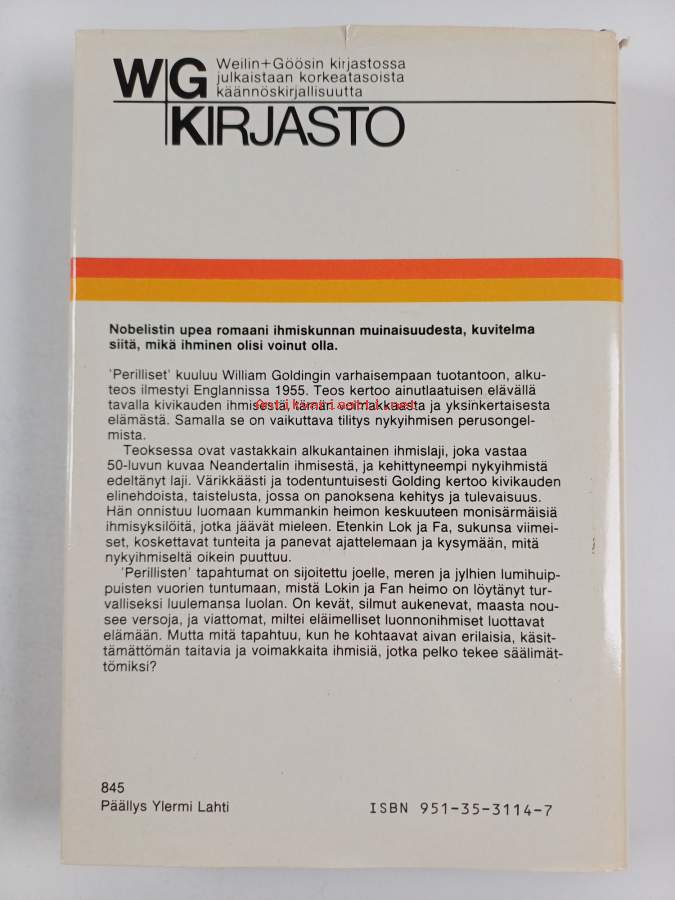 WG
Weilin+Göösin kirjastossa
julkaistaan korkeatasoista
käännöskirjallisuutta
KIRJASTO
Nobelistin upea romaani ihmiskunnan muinaisuudesta, kuvitelma
siitä, mikä ihminen olisi voinut olla.
'Perilliset' kuuluu William Goldingin varhaisempaan tuotantoon, alku-
teos ilmestyi Englannissa 1955. Teos kertoo ainutlaatuisen elävällä
tavalla kivikauden ihmisestä, tämän voimakkaasta ja yksinkertaisesta
elämästä. Samalla se on vaikuttava tilitys nykyihmisen perusongel-
mista.
Teoksessa ovat vastakkain alkukantainen ihmislaji, joka vastaa
50-luvun kuvaa Neandertalin ihmisestä, ja kehittyneempi nykyihmistä
edeltänyt laji. Värikkäästi ja todentuntuisesti Golding kertoo kivikauden
elinehdoista, taistelusta, jossa on panoksena kehitys ja tulevaisuus.
Hän onnistuu luomaan kummankin heimon keskuuteen monisärmäisiä
ihmisyksilöitä, jotka jäävät mieleen. Etenkin Lok ja Fa, sukunsa viimei-
set, koskettavat tunteita ja panevat ajattelemaan ja kysymään, mitä
nykyihmiseltä oikein puuttuu.
'Perillisten' tapahtumat on sijoitettu joelle, meren ja jylhien lumihuip-
puisten vuorien tuntumaan, mistä Lokin ja Fan heimo on löytänyt tur-
valliseksi luulemansa luolan. On kevät, silmut aukenevat, maasta nou-
see versoja, ja viattomat, miltei eläimelliset luonnonihmiset luottavat
elämään. Mutta mitä tapahtuu, kun he kohtaavat aivan erilaisia, käsit-
tämättömän taitavia ja voimakkaita ihmisiä, jotka pelko tekee säälimät-
tömiksi?
845
Päällys Ylermi Lahti
ISBN 951-35-3114-7